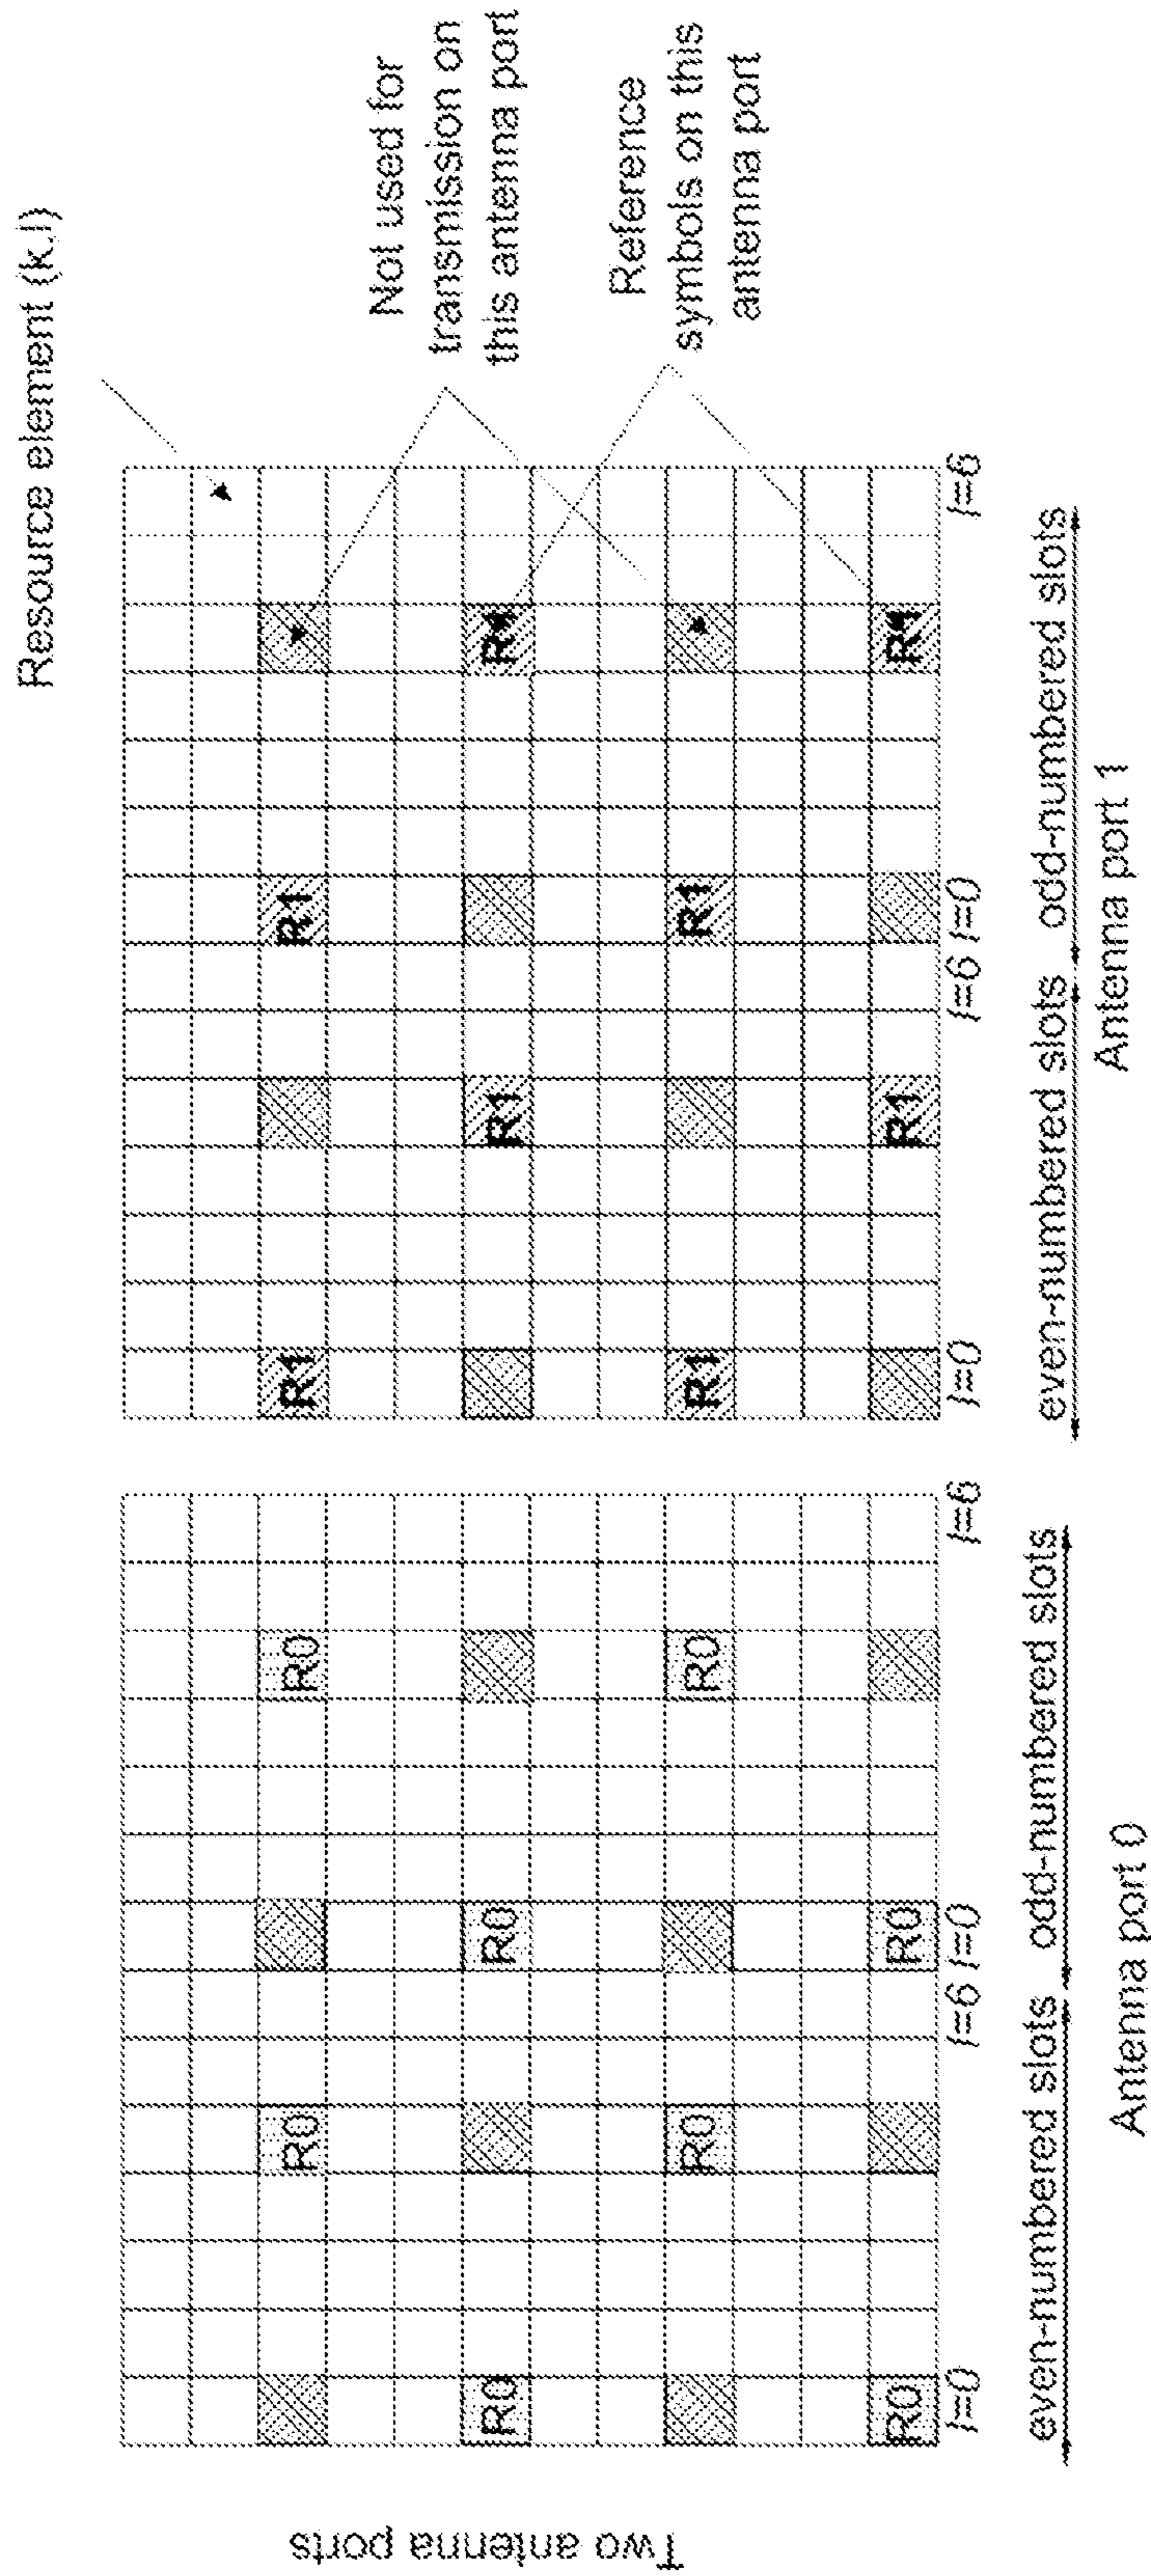 Resource element (k,l)
Two antenna ports
R0 R0 R1 R1
R0 R0 R1 R1
R0 R0 R1 R1
R0 R0 R1 R1
Not used for
transmission on
this antenna port
Reference
symbols on this
antenna port
l=0 l=6 l=0 l=6 l=0 l=6 l=0 l=6
even-numbered slots odd-numbered slots even-numbered slots odd-numbered slots
Antenna port 0 Antenna port 1